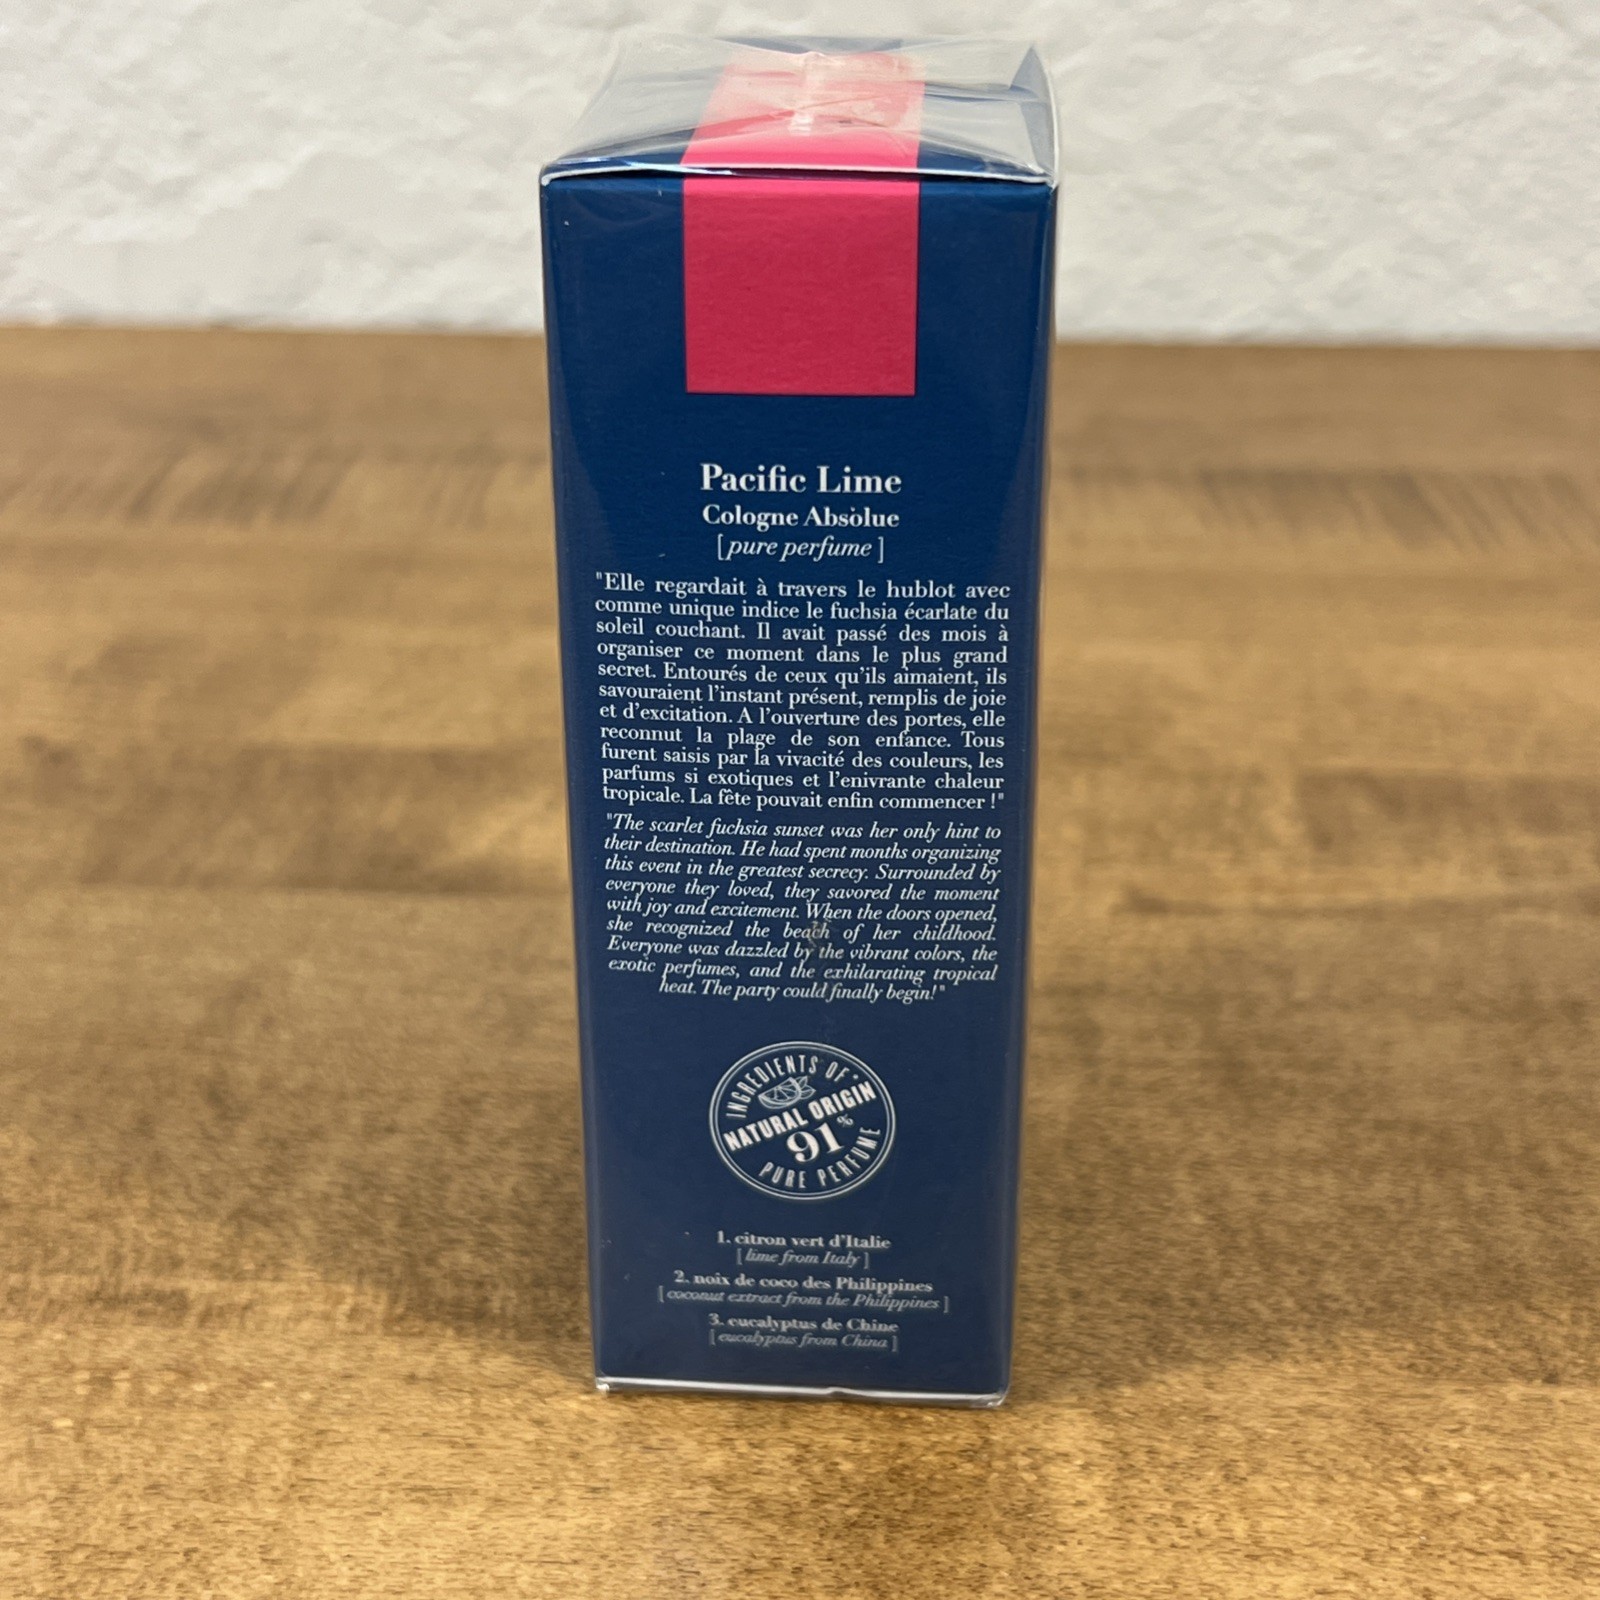 Pacific Lime
Cologne Absolue
[ pure perfume ]
"Elle regardait à travers le hublot avec
comme unique indice le fuchsia écarlate du
soleil couchant. Il avait passé des mois à
organiser ce moment dans le plus grand
secret. Entourés de ceux qu'ils aimaient, ils
savouraient l'instant présent, remplis de joie
et d'excitation. A l'ouverture des portes, elle
reconnut la plage de son enfance. Tous
furent saisis par la vivacité des couleurs, les
parfums si exotiques et l'enivrante chaleur
tropicale. La fête pouvait enfin commencer !"
"The scarlet fuchsia sunset was her only hint to
their destination. He had spent months organizing
this event in the greatest secrecy. Surrounded by
everyone they loved, they savored the moment
with joy and excitement. When the doors opened,
she recognized the beach of her childhood.
Everyone was dazzled by the vibrant colors, the
exotic perfumes, and the exhilarating tropical
heat. The party could finally begin!"
INGREDIENTS OF
NATURAL ORIGIN
91%
PURE PERFUME
1. citron vert d'Italie
[ lime from Italy ]
2. noix de coco des Philippines
[ coconut extract from the Philippines ]
3. eucalyptus de Chine
[ eucalyptus from China ]